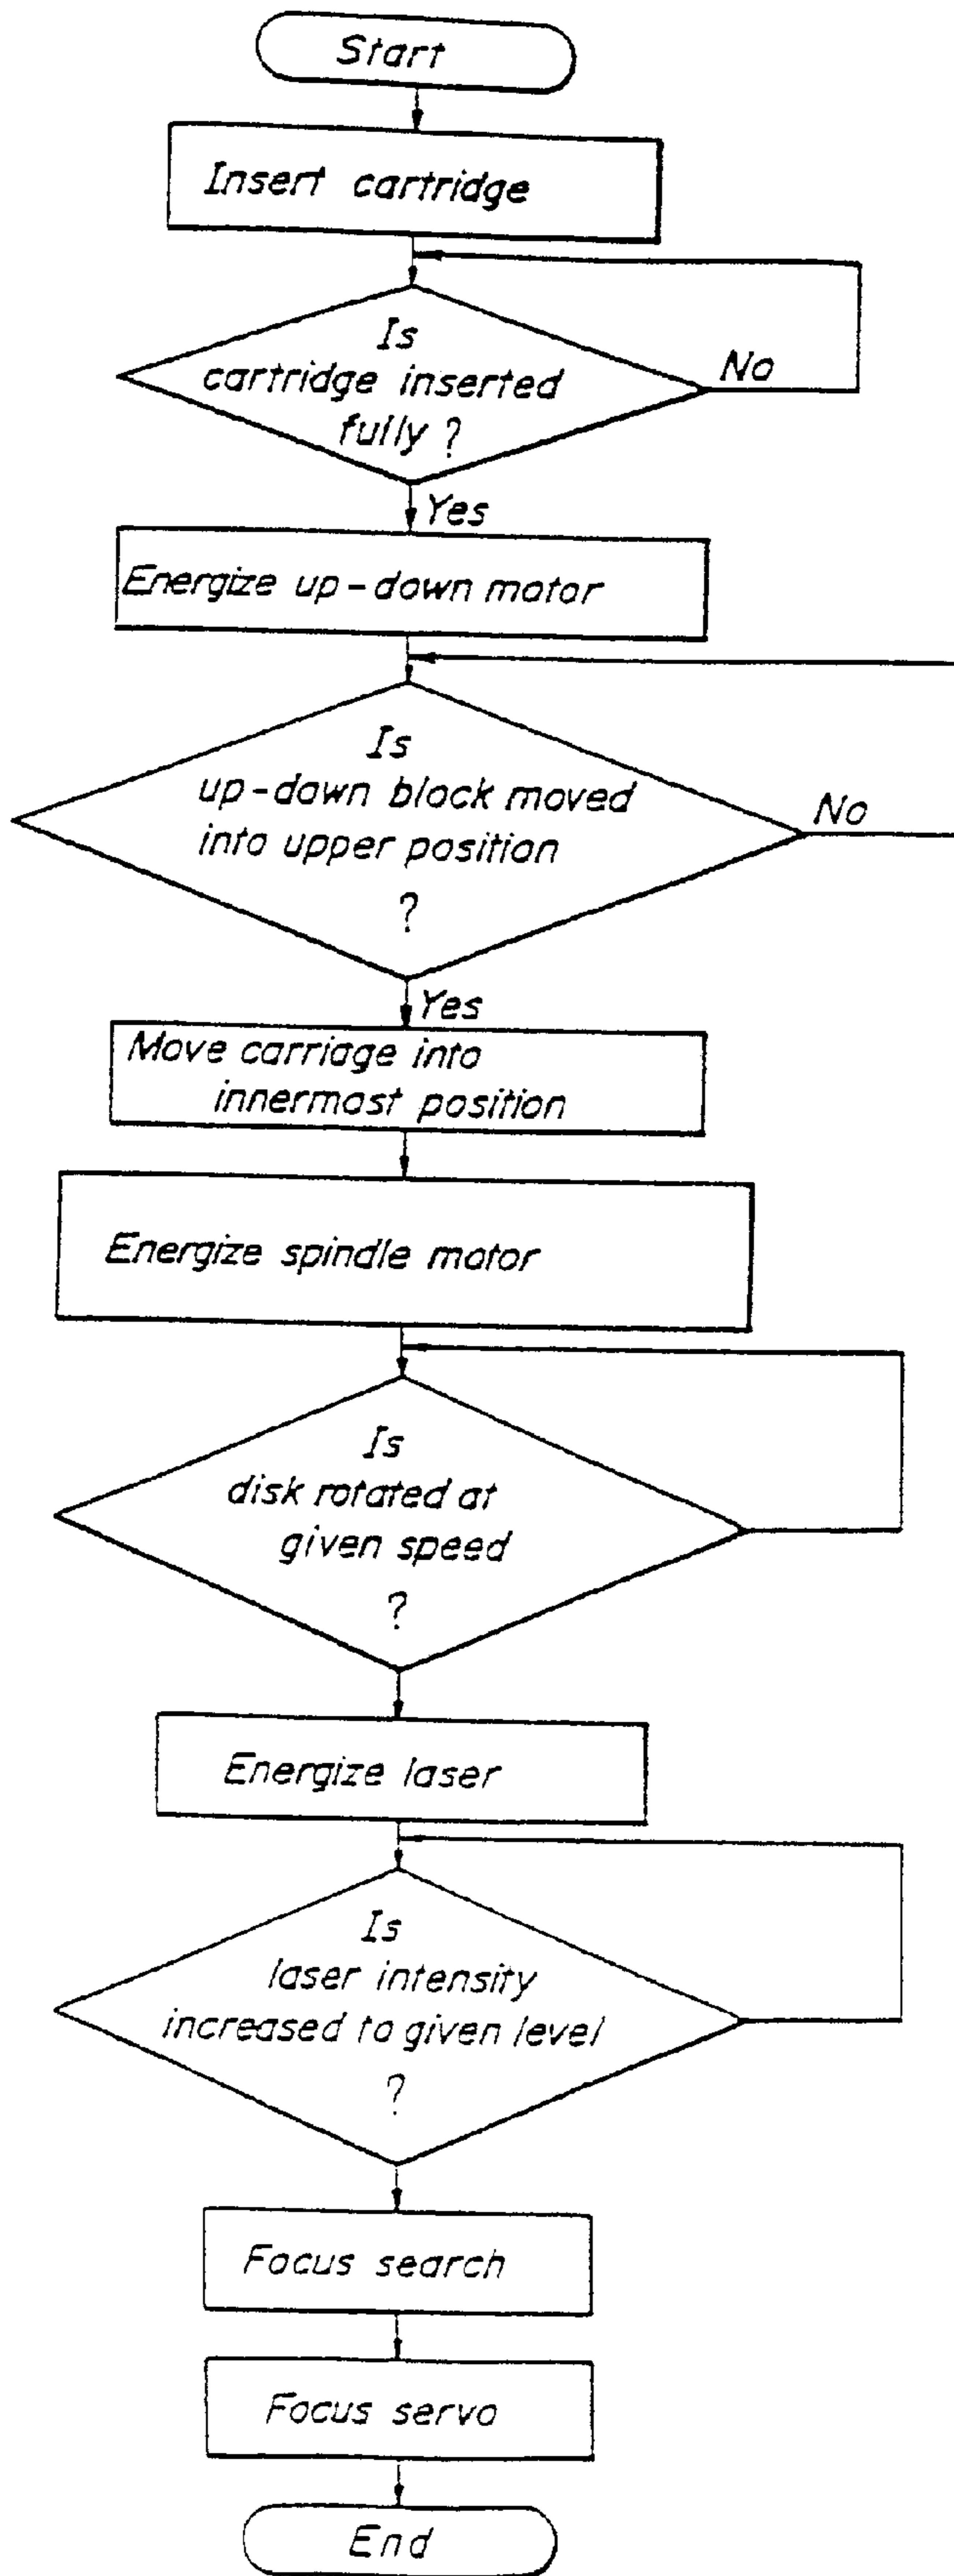 Start
Insert cartridge
Is
cartridge inserted
fully ?
No
Yes
Energize up-down motor
Is
up-down block moved
into upper position
?
No
Yes
Move carriage into
innermost position
Energize spindle motor
Is
disk rotated at
given speed
?
Energize laser
Is
laser intensity
increased to given level
?
Focus search
Focus servo
End